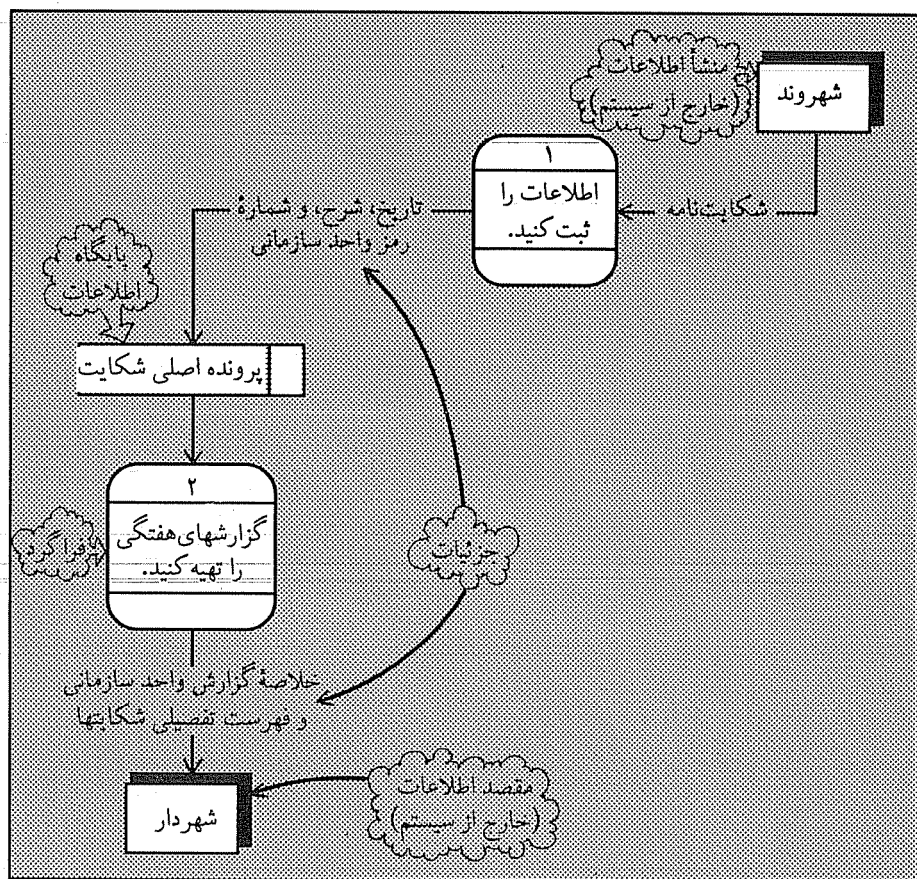 منشأ اطلاعات
(خارج از سیستم)
شهروند
۱
اطلاعات را
ثبت کنید.
شکایت‌نامه
تاریخ، شرح، و شمارهٔ
رمز واحد سازمانی
پایگاه
اطلاعات
پرونده اصلی شکایت
۲
گزارشهای هفتگی
را تهیه کنید.
فراگرد
جزئیات
خلاصهٔ گزارش واحد سازمانی
و فهرست تفصیلی شکایتها
مقصد اطلاعات
(خارج از سیستم)
شهردار